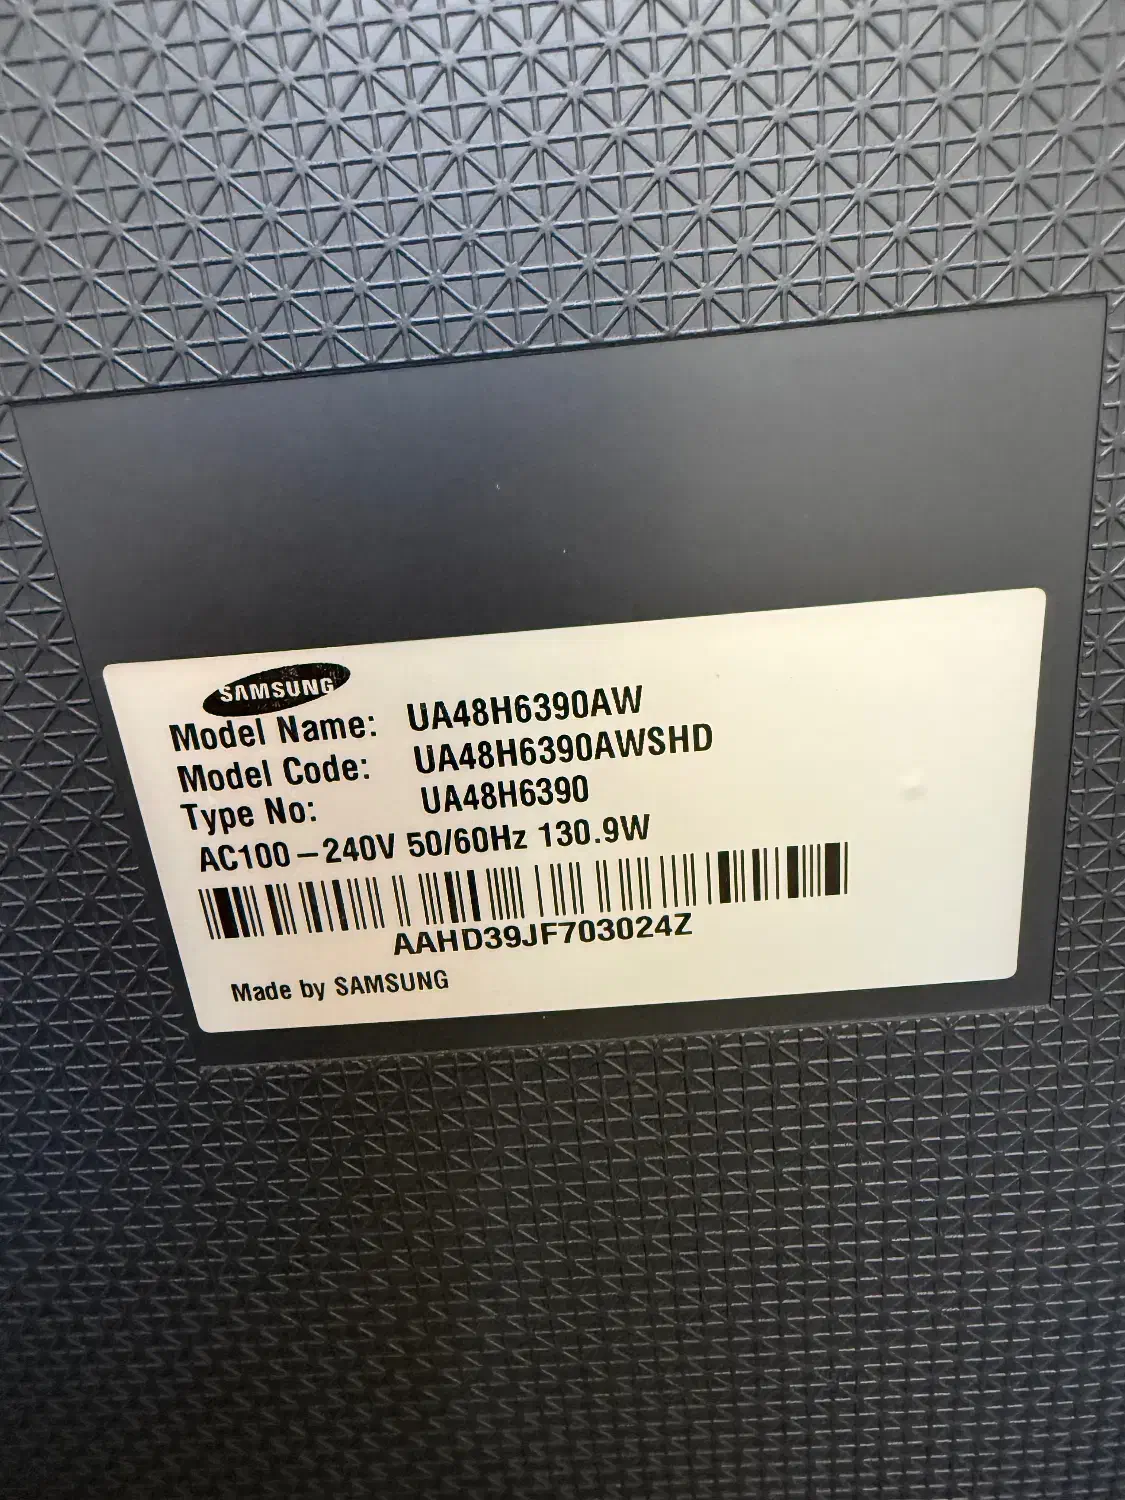 SAMSUNG
Model Name: UA48H6390AW
Model Code: UA48H6390AWSHD
Type No: UA48H6390
AC100-240V 50/60Hz 130.9W
AAHD39JF703024Z
Made by SAMSUNG